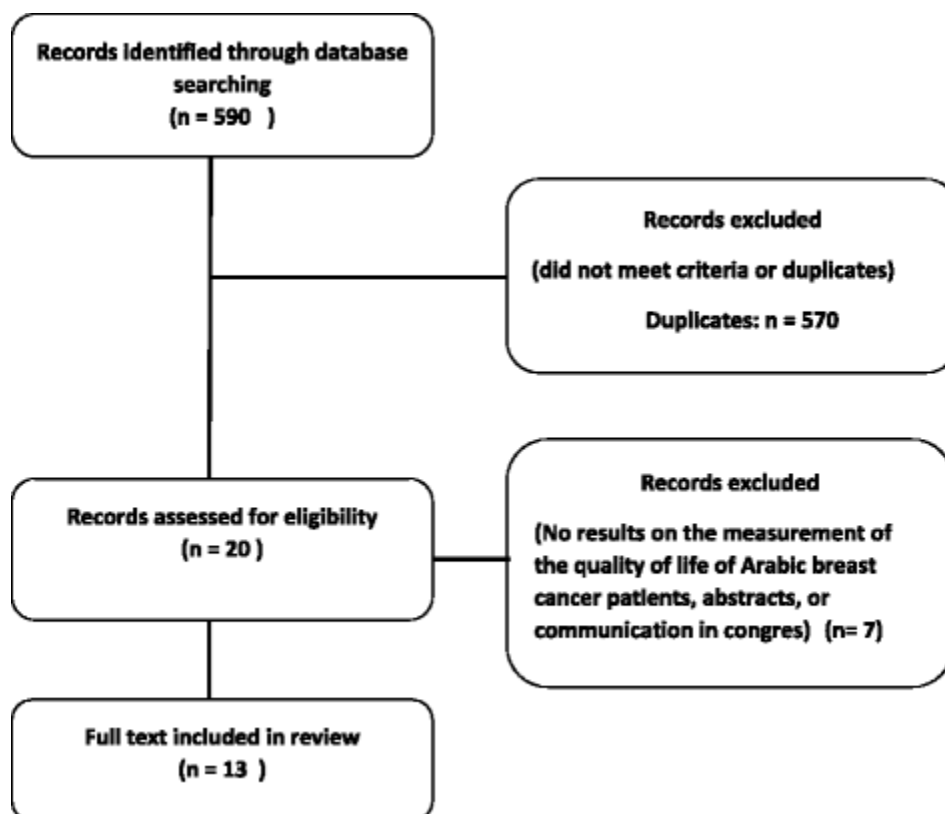 Records identified through database
searching
(n = 590 )
Records excluded
(did not meet criteria or duplicates)
Duplicates: n = 570
Records assessed for eligibility
(n = 20 )
Records excluded
(No results on the measurement of
the quality of life of Arabic breast
cancer patients, abstracts, or
communication in congres) (n= 7)
Full text included in review
(n = 13 )